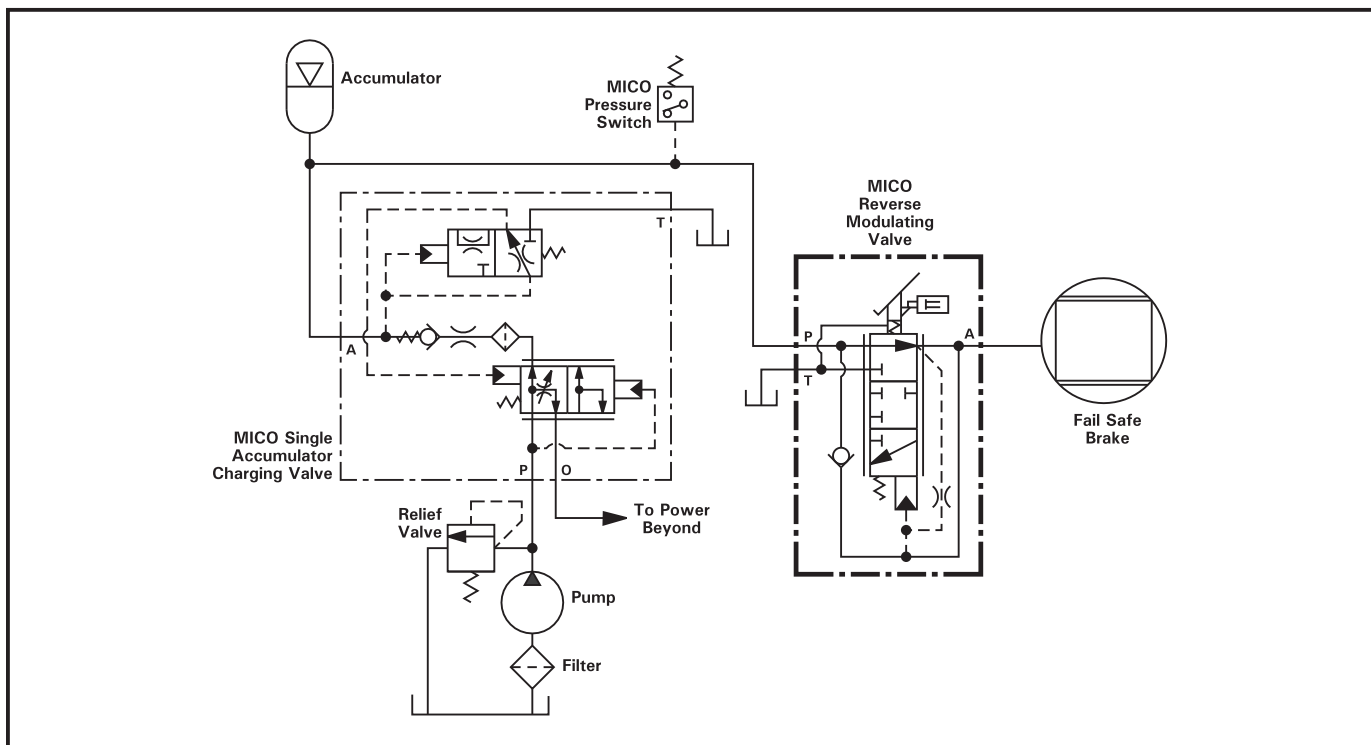 Accumulator
MICO
Pressure
Switch
MICO
Reverse
Modulating
Valve
T
A
P
A
T
MICO Single
Accumulator
Charging Valve
P
O
Fail Safe
Brake
Relief
Valve
To Power
Beyond
Pump
Filter